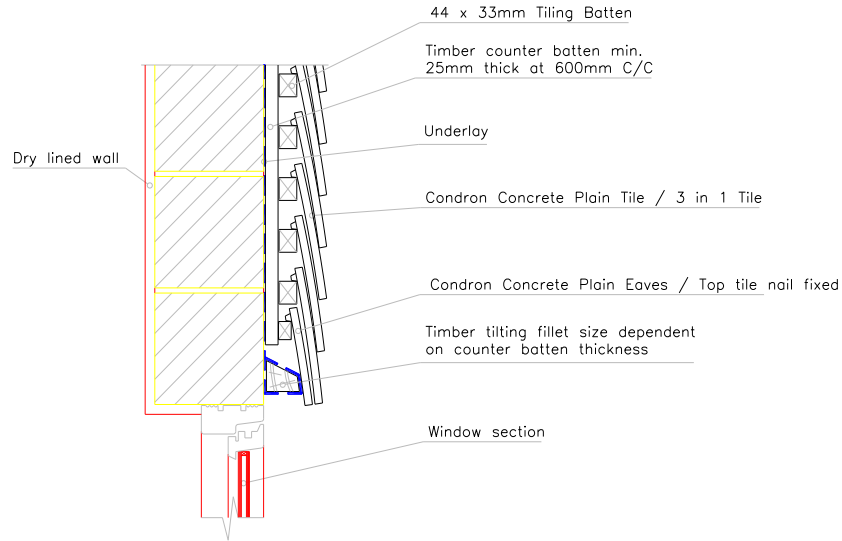 44 x 33mm Tiling Batten
Timber counter batten min.
25mm thick at 600mm C/C
Underlay
Dry lined wall
Condron Concrete Plain Tile / 3 in 1 Tile
Condron Concrete Plain Eaves / Top tile nail fixed
Timber tilting fillet size dependent
on counter batten thickness
Window section